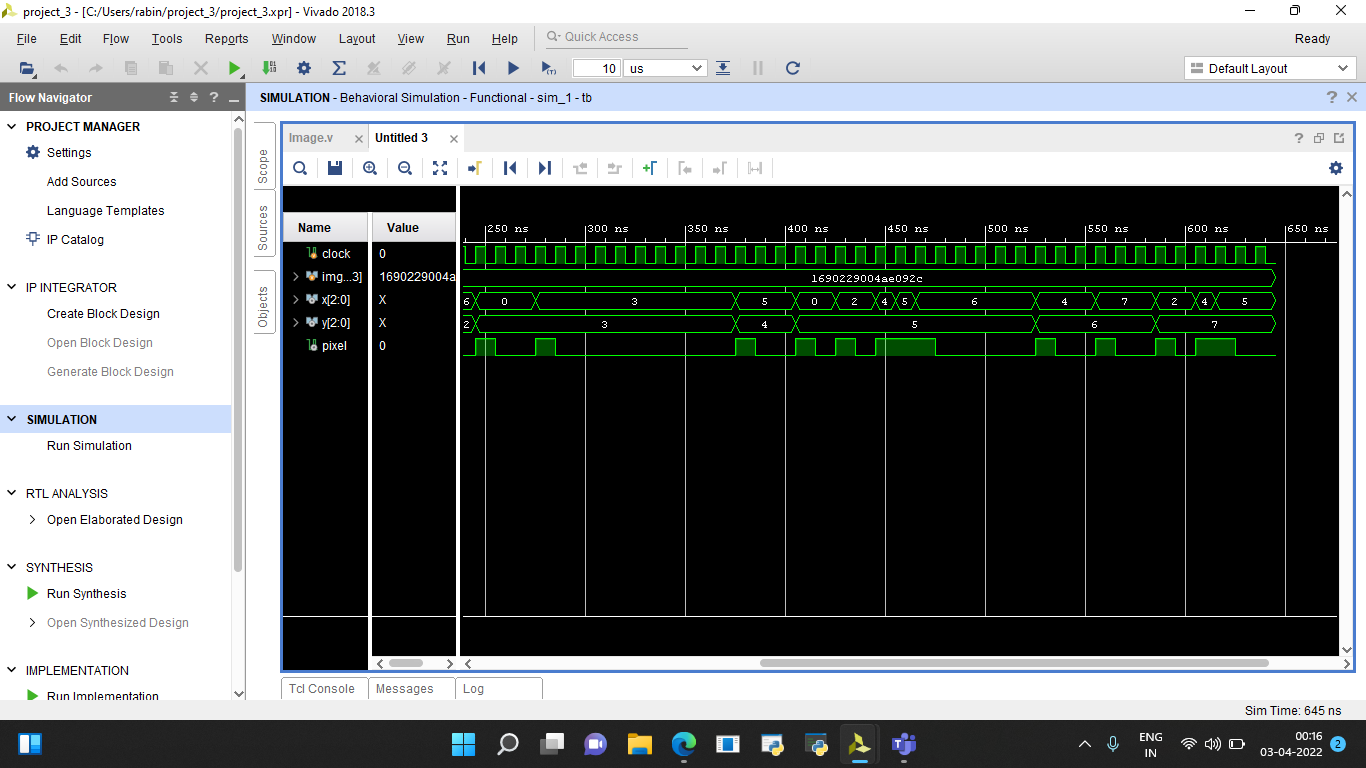 project_3 - [C:/Users/rabin/project_3/project_3.xpr] - Vivado 2018.3
File Edit Flow Tools Reports Window Layout View Run Help Quick Access Ready
10 us Default Layout
Flow Navigator
SIMULATION - Behavioral Simulation - Functional - sim_1 - tb
PROJECT MANAGER
Settings
Add Sources
Language Templates
IP Catalog
IP INTEGRATOR
Create Block Design
Open Block Design
Generate Block Design
SIMULATION
Run Simulation
RTL ANALYSIS
Open Elaborated Design
SYNTHESIS
Run Synthesis
Open Synthesized Design
IMPLEMENTATION
Run Implementation
Scope
Sources
Objects
Image.v Untitled 3
Name Value
250 ns 300 ns 350 ns 400 ns 450 ns 500 ns 550 ns 600 ns 650 ns
clock 0
img...3] 1690229004a 1690229004ae092c
x[2:0] X 6 0 3 5 0 2 4 5 6 4 7 2 4 5
y[2:0] X 2 3 4 5 6 7
pixel 0
Tcl Console Messages Log
Sim Time: 645 ns
ENG
IN
00:16
03-04-2022
2